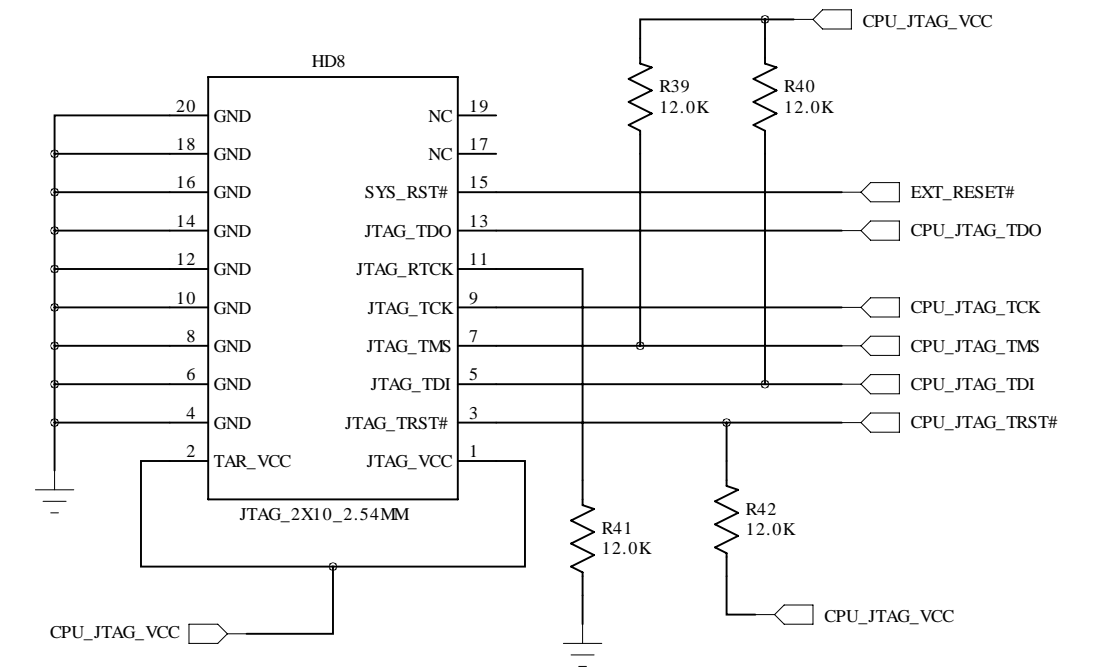 CPU_JTAG_VCC
HD8
R39
12.0K
R40
12.0K
20 GND NC 19
18 GND NC 17
16 GND SYS_RST# 15 EXT_RESET#
14 GND JTAG_TDO 13 CPU_JTAG_TDO
12 GND JTAG_RTCK 11
10 GND JTAG_TCK 9 CPU_JTAG_TCK
8 GND JTAG_TMS 7 CPU_JTAG_TMS
6 GND JTAG_TDI 5 CPU_JTAG_TDI
4 GND JTAG_TRST# 3 CPU_JTAG_TRST#
2 TAR_VCC JTAG_VCC 1
JTAG_2X10_2.54MM
R41
12.0K
R42
12.0K
CPU_JTAG_VCC
CPU_JTAG_VCC